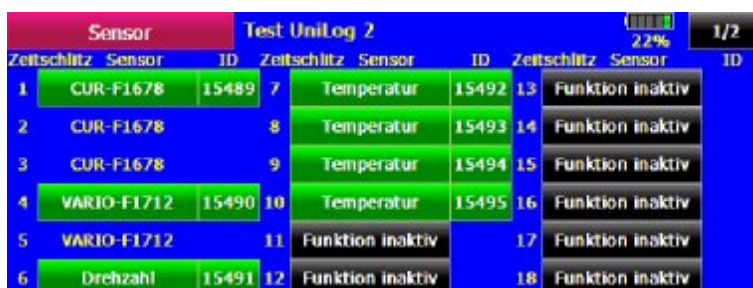 Sensor Test UniLog 2 22% 1/2
Zeitschlitz Sensor ID Zeitschlitz Sensor ID Zeitschlitz Sensor ID
1 CUR-F1678 15489 7 Temperatur 15492 13 Funktion inaktiv
2 CUR-F1678 8 Temperatur 15493 14 Funktion inaktiv
3 CUR-F1678 9 Temperatur 15494 15 Funktion inaktiv
4 VARIO-F1712 15490 10 Temperatur 15495 16 Funktion inaktiv
5 VARIO-F1712 11 Funktion inaktiv 17 Funktion inaktiv
6 Drehzahl 15491 12 Funktion inaktiv 18 Funktion inaktiv